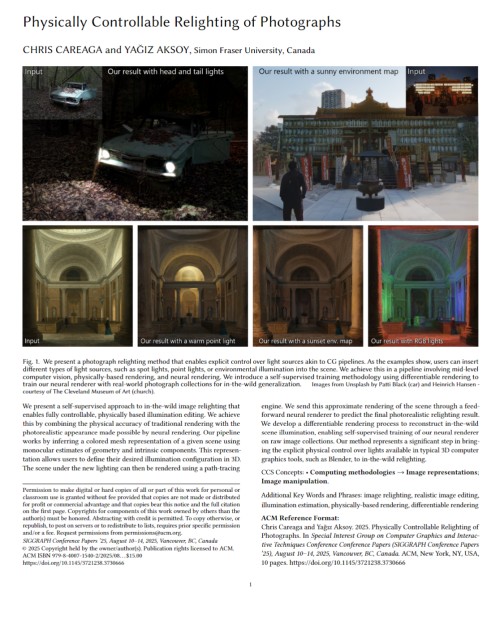 Physically Controllable Relighting of Photographs
CHRIS CAREAGA and YAĞIZ AKSOY, Simon Fraser University, Canada
Input
Our result with head and tail lights
Our result with a sunny environment map
Input
Input
Our result with a warm point light
Our result with a sunset env. map
Our result with RGB lights
Fig. 1. We present a photograph relighting method that enables explicit control over light sources akin to CG pipelines. As the examples show, users can insert
different types of light sources, such as spot lights, point lights, or environmental illumination into the scene. We achieve this in a pipeline involving mid-level
computer vision, physically-based rendering, and neural rendering. We introduce a self-supervised training methodology using differentiable rendering to
train our neural renderer with real-world photograph collections for in-the-wild generalization. Images from Unsplash by Patti Black (car) and Heinrich Hansen -
courtesy of The Cleveland Museum of Art (church).
We present a self-supervised approach to in-the-wild image relighting that
enables fully controllable, physically based illumination editing. We achieve
this by combining the physical accuracy of traditional rendering with the
photorealistic appearance made possible by neural rendering. Our pipeline
works by inferring a colored mesh representation of a given scene using
monocular estimates of geometry and intrinsic components. This represen-
tation allows users to define their desired illumination configuration in 3D.
The scene under the new lighting can then be rendered using a path-tracing
Permission to make digital or hard copies of all or part of this work for personal or
classroom use is granted without fee provided that copies are not made or distributed
for profit or commercial advantage and that copies bear this notice and the full citation
on the first page. Copyrights for components of this work owned by others than the
author(s) must be honored. Abstracting with credit is permitted. To copy otherwise, or
republish, to post on servers or to redistribute to lists, requires prior specific permission
and/or a fee. Request permissions from permissions@acm.org.
SIGGRAPH Conference Papers '25, August 10–14, 2025, Vancouver, BC, Canada
© 2025 Copyright held by the owner/author(s). Publication rights licensed to ACM.
ACM ISBN 979-8-4007-1540-2/2025/08...$15.00
https://doi.org/10.1145/3721238.3730666
engine. We send this approximate rendering of the scene through a feed-
forward neural renderer to predict the final photorealistic relighting result.
We develop a differentiable rendering process to reconstruct in-the-wild
scene illumination, enabling self-supervised training of our neural renderer
on raw image collections. Our method represents a significant step in bring-
ing the explicit physical control over lights available in typical 3D computer
graphics tools, such as Blender, to in-the-wild relighting.
CCS Concepts: • Computing methodologies → Image representations;
Image manipulation.
Additional Key Words and Phrases: image relighting, realistic image editing,
illumination estimation, physically-based rendering, differentiable rendering
ACM Reference Format:
Chris Careaga and Yağız Aksoy. 2025. Physically Controllable Relighting of
Photographs. In Special Interest Group on Computer Graphics and Interac-
tive Techniques Conference Conference Papers (SIGGRAPH Conference Papers
'25), August 10–14, 2025, Vancouver, BC, Canada. ACM, New York, NY, USA,
10 pages. https://doi.org/10.1145/3721238.3730666
1